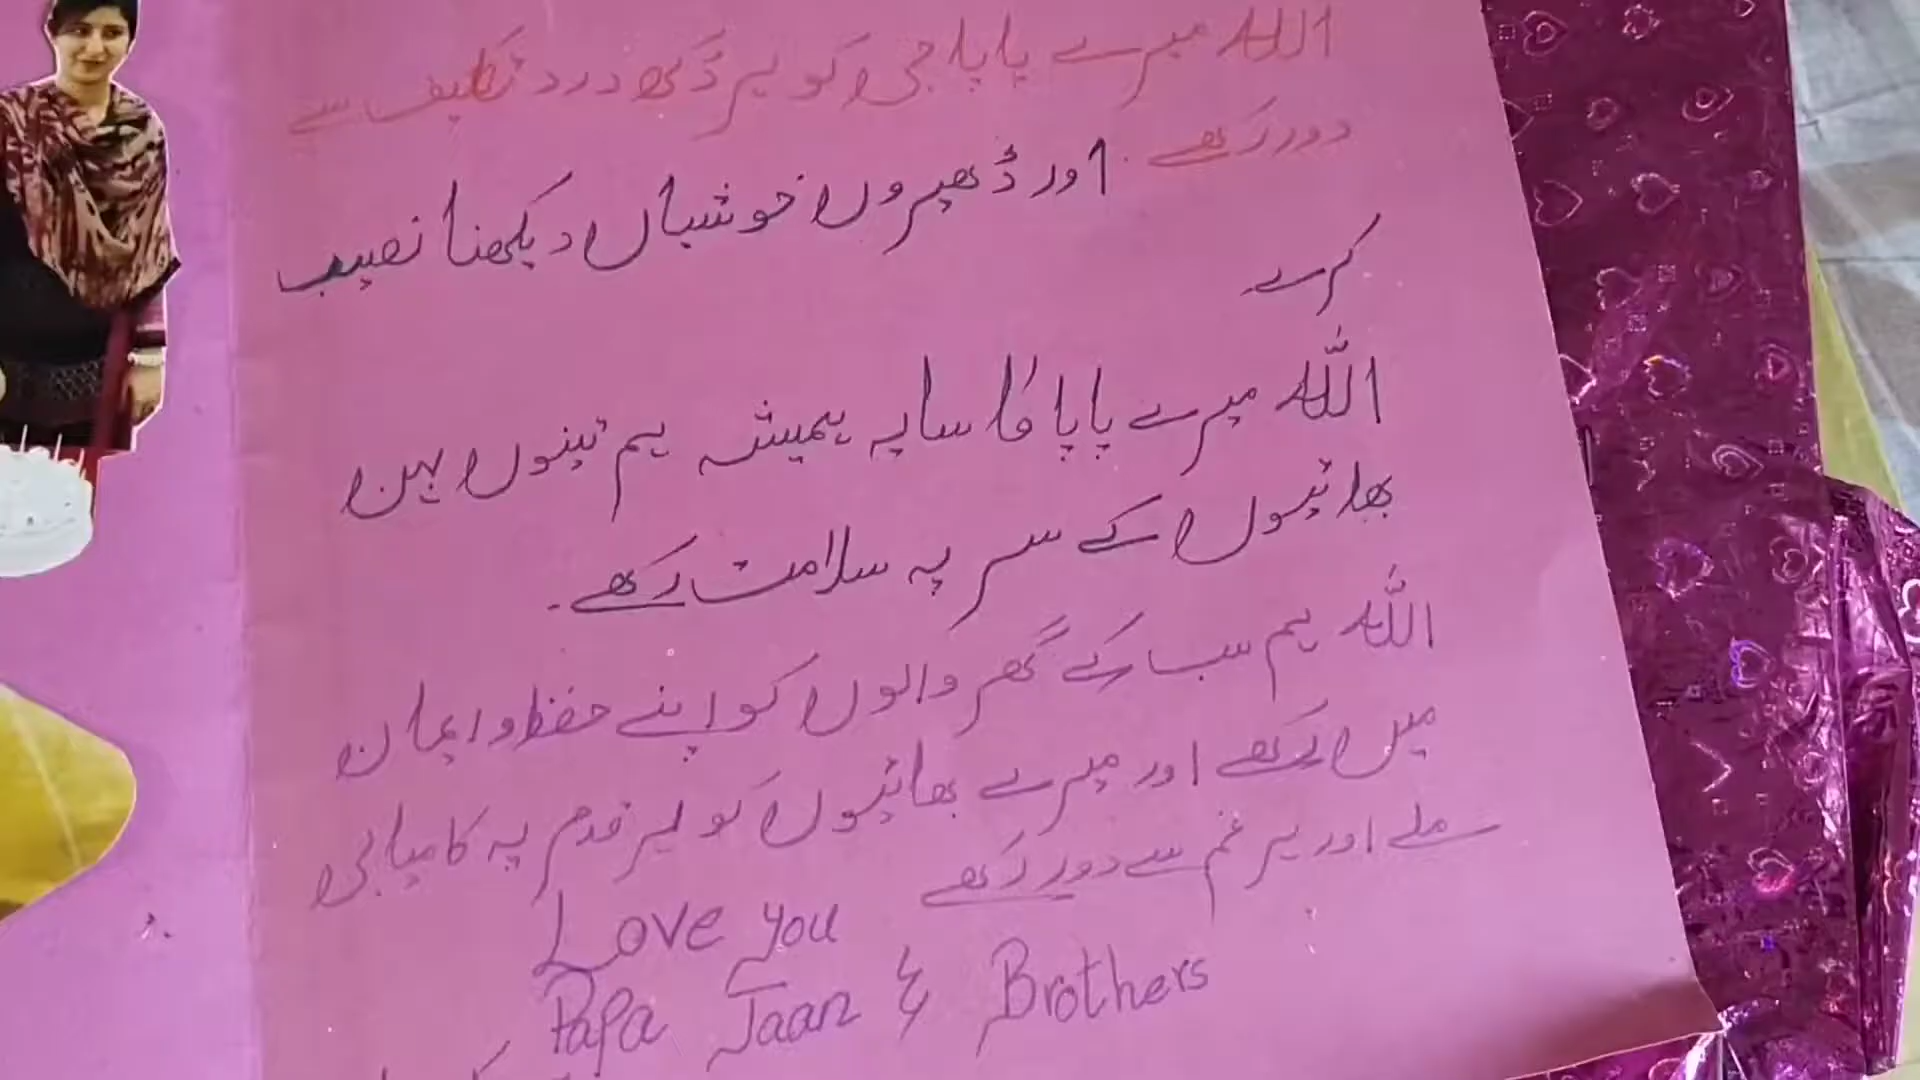 اللہ میرے پاپا جی کو ہر دُکھ درد تکلیف سے
دور رکھے
اور ڈھیروں خوشیاں دیکھنا نصیب
کرے
اللہ میرے پاپا کا سایہ ہمیشہ ہم تینوں بہن
بھائیوں کے سر پہ سلامت رکھے۔
اللہ ہم سب کے گھر والوں کو اپنے حفظ و ایمان
میں رکھے اور میرے بھائیوں کو ہر قدم پہ کامیابی
ملے اور ہر غم سے دور رکھے
Love you
Papa Jaan & Brothers